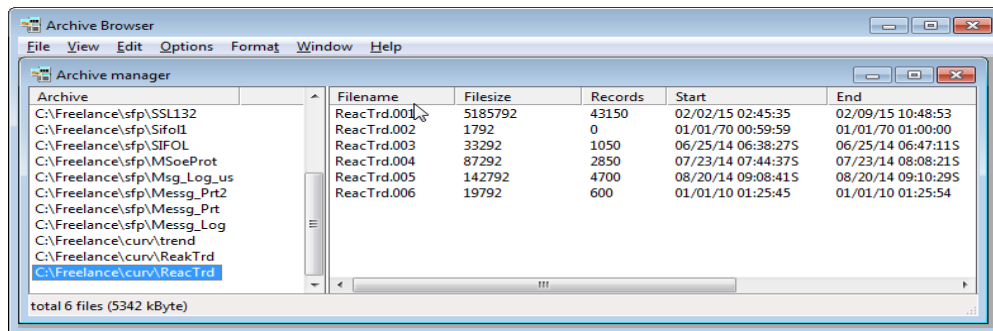 Archive Browser
File View Edit Options Format Window Help
Archive manager
Archive
C:\Freelance\sfp\SSL132
C:\Freelance\sfp\Sifol1
C:\Freelance\sfp\SIFOL
C:\Freelance\sfp\MSoeProt
C:\Freelance\sfp\Msg_Log_us
C:\Freelance\sfp\Messg_Prt2
C:\Freelance\sfp\Messg_Prt
C:\Freelance\sfp\Messg_Log
C:\Freelance\curv\trend
C:\Freelance\curv\ReakTrd
C:\Freelance\curv\ReacTrd
Filename Filesize Records Start End
ReacTrd.001 5185792 43150 02/02/15 02:45:35 02/09/15 10:48:53
ReacTrd.002 1792 0 01/01/70 00:59:59 01/01/70 01:00:00
ReacTrd.003 33292 1050 06/25/14 06:38:27S 06/25/14 06:47:11S
ReacTrd.004 87292 2850 07/23/14 07:44:37S 07/23/14 08:08:21S
ReacTrd.005 142792 4700 08/20/14 09:08:41S 08/20/14 09:10:29S
ReacTrd.006 19792 600 01/01/10 01:25:45 01/01/10 01:25:54
total 6 files (5342 kByte)